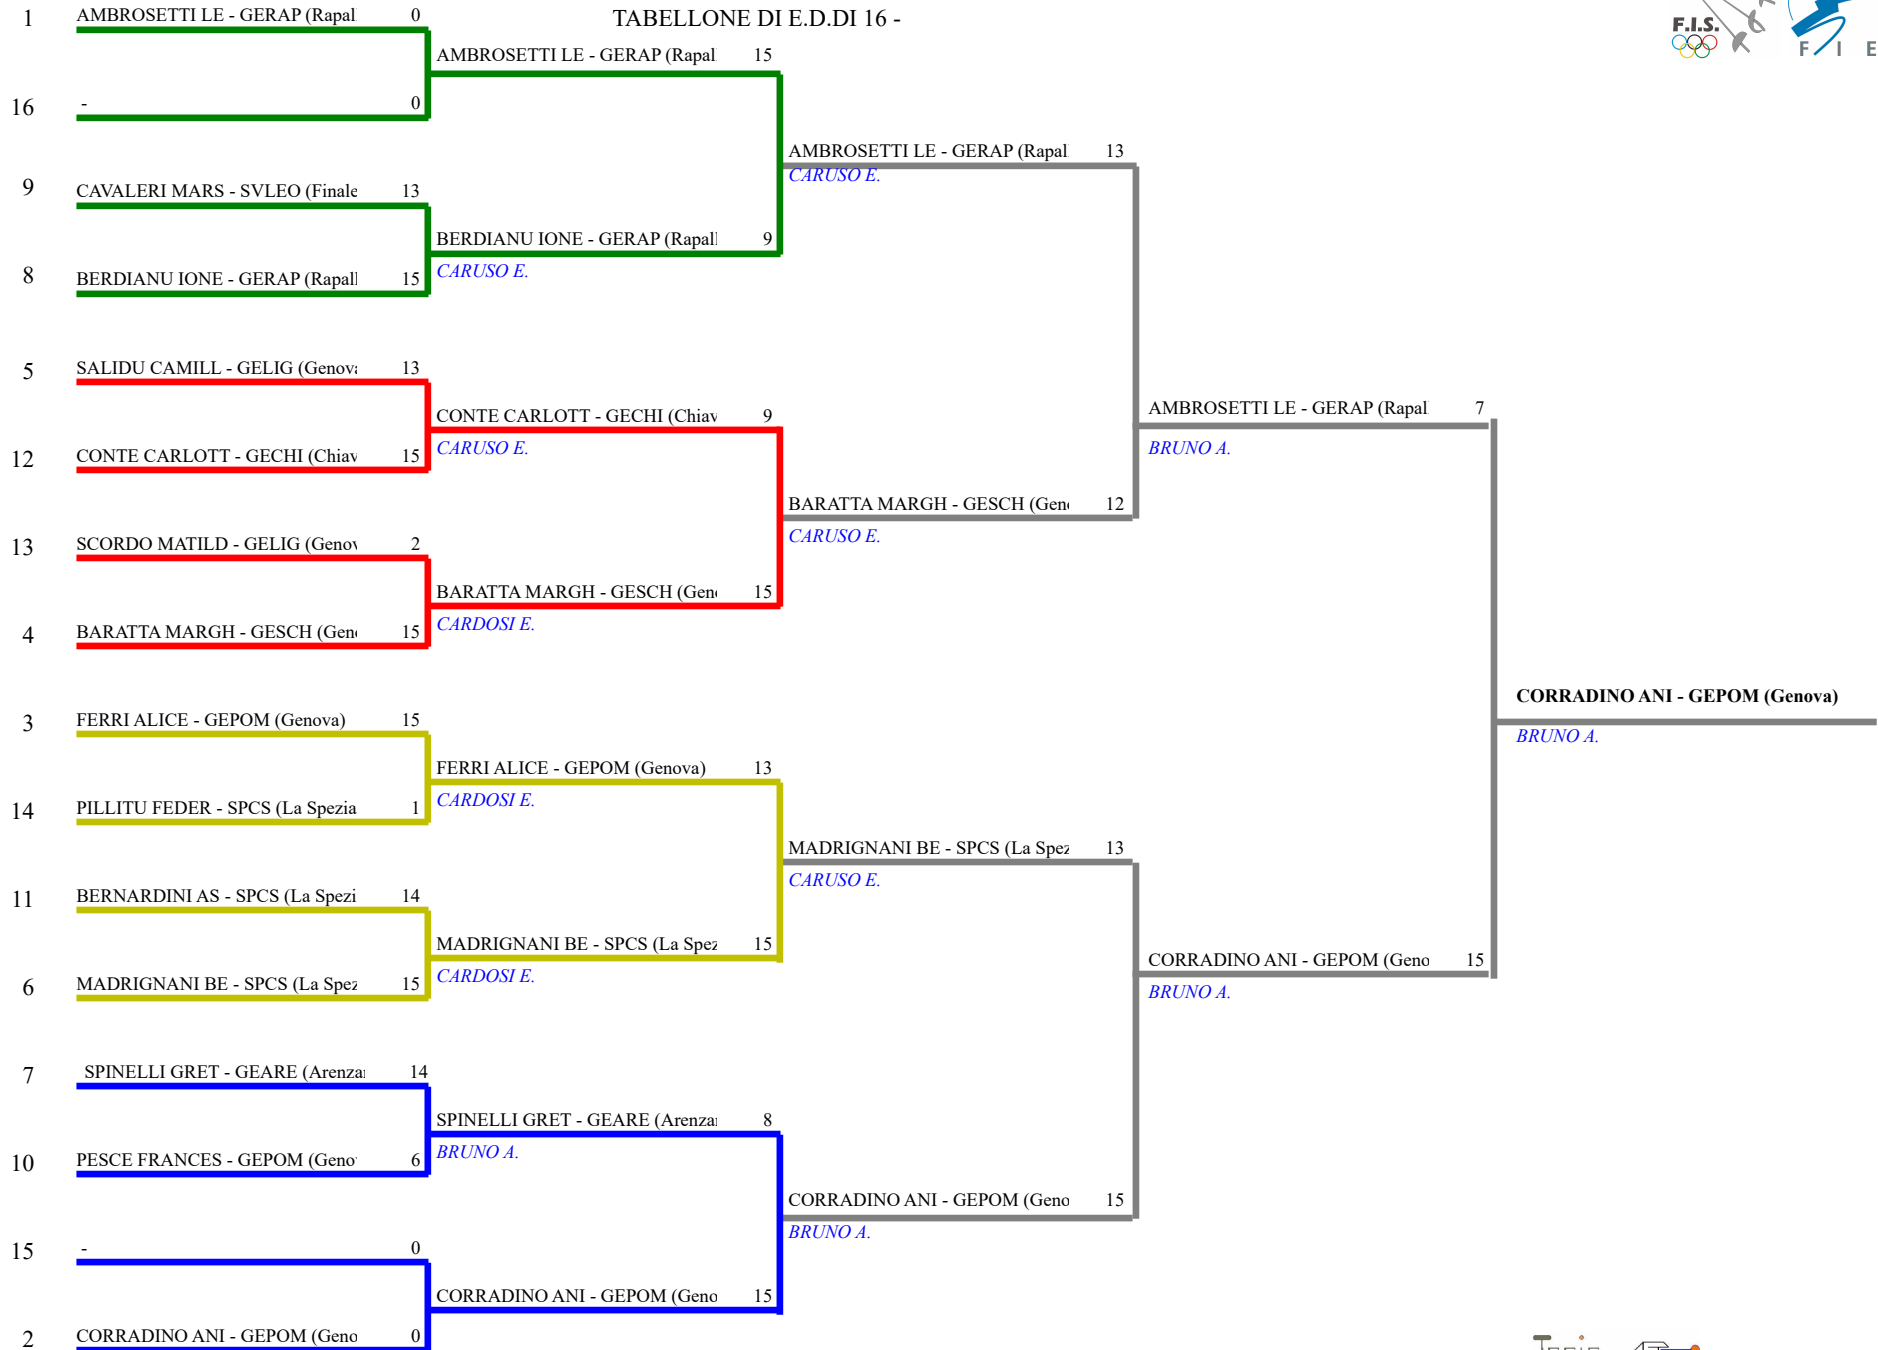 TABELLONE DI E.D.DI 16 -
F.I.S.
F I E
1 AMBROSETTI LE - GERAP (Rapal 0
AMBROSETTI LE - GERAP (Rapal 15
16 - 0
AMBROSETTI LE - GERAP (Rapal 13
CARUSO E.
9 CAVALERI MARS - SVLEO (Finale 13
BERDIANU IONE - GERAP (Rapall 9
CARUSO E.
8 BERDIANU IONE - GERAP (Rapall 15
5 SALIDU CAMILL - GELIG (Genova 13
AMBROSETTI LE - GERAP (Rapal 7
BRUNO A.
CONTE CARLOTT - GECHI (Chiav 9
CARUSO E.
12 CONTE CARLOTT - GECHI (Chiav 15
BARATTA MARGH - GESCH (Gen 12
CARUSO E.
13 SCORDO MATILD - GELIG (Genov 2
BARATTA MARGH - GESCH (Gen 15
CARDOSI E.
4 BARATTA MARGH - GESCH (Gen 15
CORRADINO ANI - GEPOM (Genova)
BRUNO A.
3 FERRI ALICE - GEPOM (Genova) 15
FERRI ALICE - GEPOM (Genova) 13
CARDOSI E.
14 PILLITU FEDER - SPCS (La Spezia 1
MADRIGNANI BE - SPCS (La Spez 13
CARUSO E.
11 BERNARDINI AS - SPCS (La Spezi 14
MADRIGNANI BE - SPCS (La Spez 15
CARDOSI E.
CORRADINO ANI - GEPOM (Geno 15
BRUNO A.
6 MADRIGNANI BE - SPCS (La Spez 15
7 SPINELLI GRET - GEARE (Arenza 14
SPINELLI GRET - GEARE (Arenza 8
BRUNO A.
10 PESCE FRANCES - GEPOM (Geno 6
CORRADINO ANI - GEPOM (Geno 15
BRUNO A.
15 - 0
CORRADINO ANI - GEPOM (Geno 15
2 CORRADINO ANI - GEPOM (Geno 0